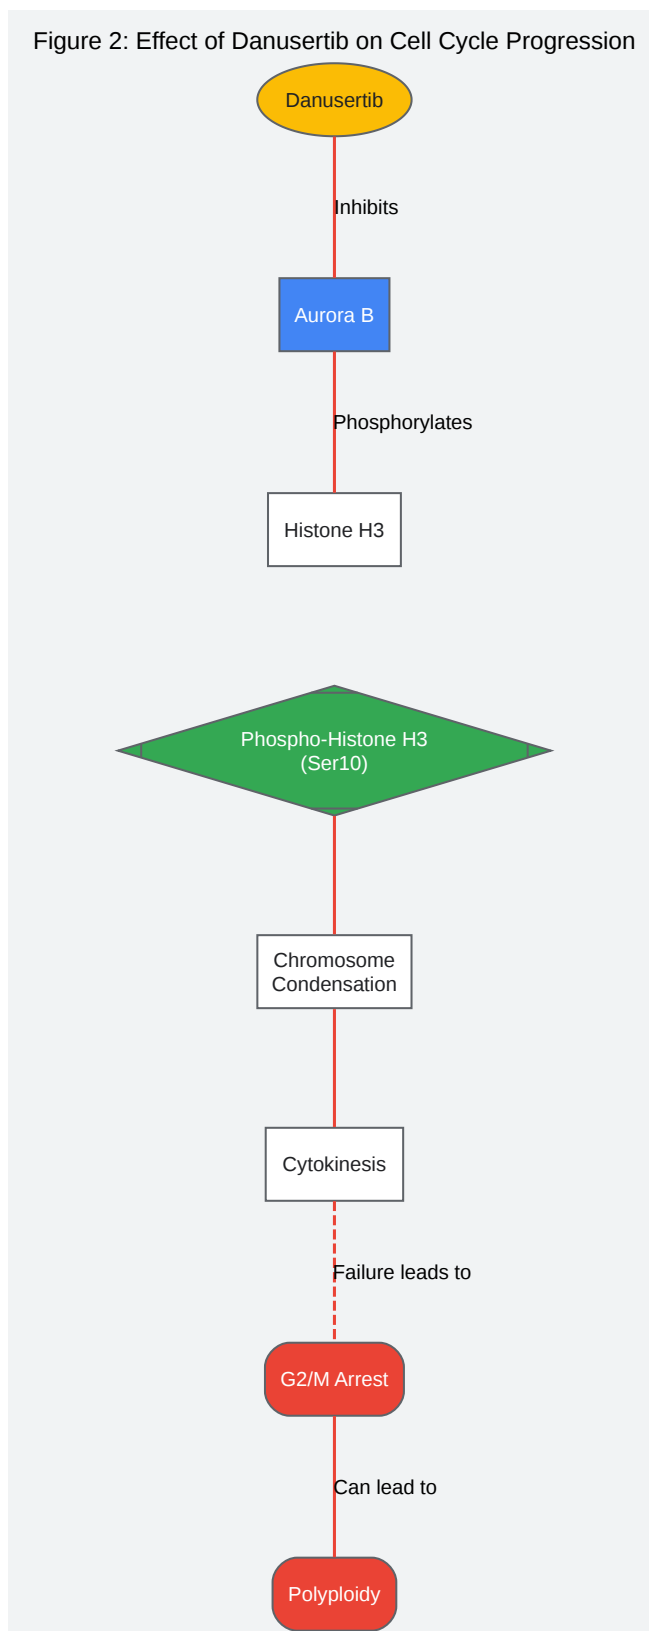 Figure 2: Effect of Danusertib on Cell Cycle Progression
Danusertib
Inhibits
Aurora B
Phosphorylates
Histone H3
Phospho-Histone H3
(Ser10)
Chromosome
Condensation
Cytokinesis
Failure leads to
G2/M Arrest
Can lead to
Polyploidy